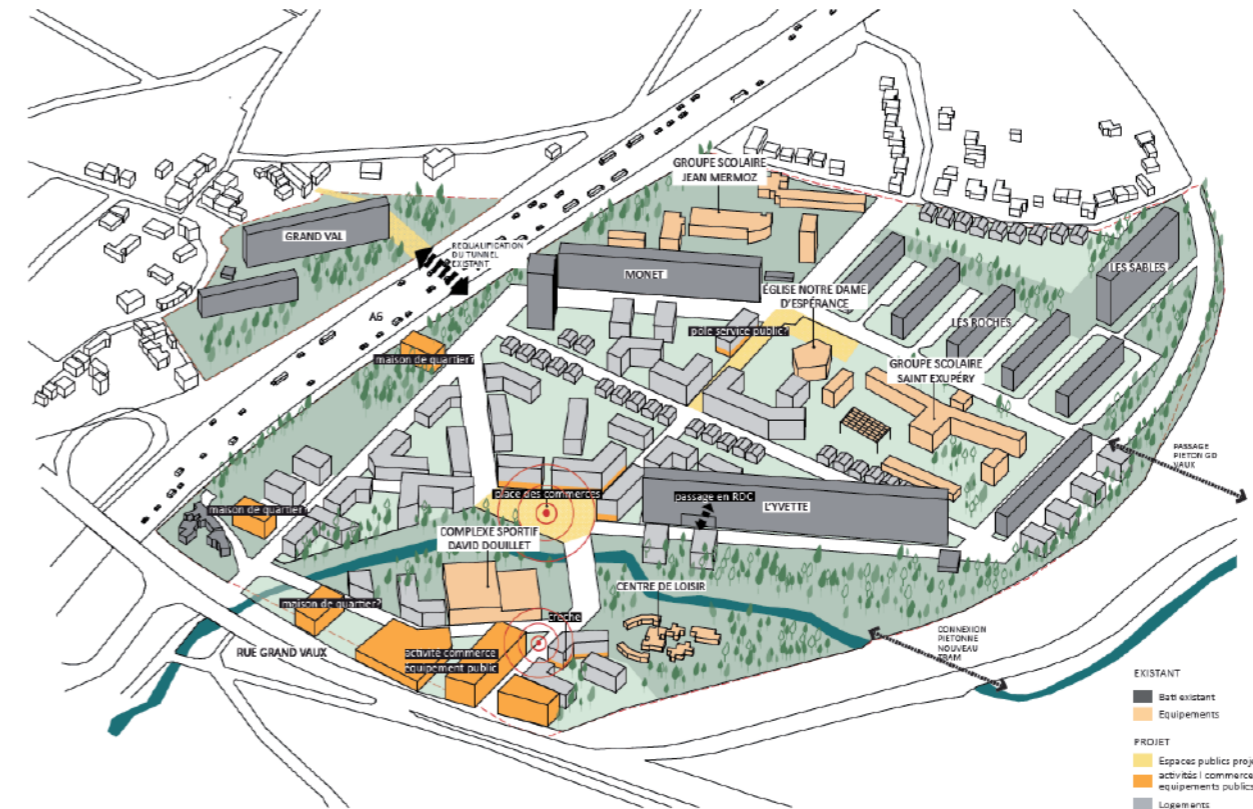 GROUPE SCOLAIRE
JEAN MERMOZ
GRAND VAL
REQUALIFICATION
DU TUNNEL
EXISTANT
MONET
LES SABLES
ÉGLISE NOTRE DAME
D'ESPÉRANCE
A6
LES ROCHES
pole service public?
maison de quartier?
GROUPE SCOLAIRE
SAINT EXUPÉRY
PASSAGE
PIETON GD
VAUX
place des commerces
passage en RDC
L'YVETTE
maison de quartier?
COMPLEXE SPORTIF
DAVID DOUILLET
CENTRE DE LOISIR
maison de quartier?
crèche
CONNEXION
PIETONNE
NOUVEAU
TRAM
RUE GRAND VAUX
activité commerce
équipement public
EXISTANT
Bati existant
Equipements
PROJET
Espaces publics proje
activités l commerce
equipements publics
Logements